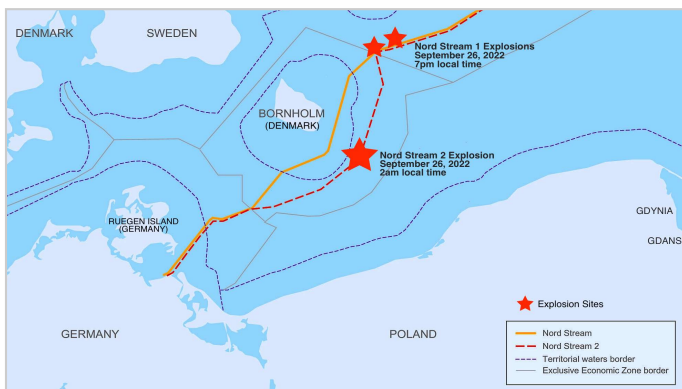 DENMARK
SWEDEN
Nord Stream 1 Explosions
September 26, 2022
7pm local time
BORNHOLM
(DENMARK)
Nord Stream 2 Explosion
September 26, 2022
2am local time
RUEGEN ISLAND
(GERMANY)
GDYNIA
GDANS
Explosion Sites
GERMANY
POLAND
Nord Stream
Nord Stream 2
Territorial waters border
Exclusive Economic Zone border